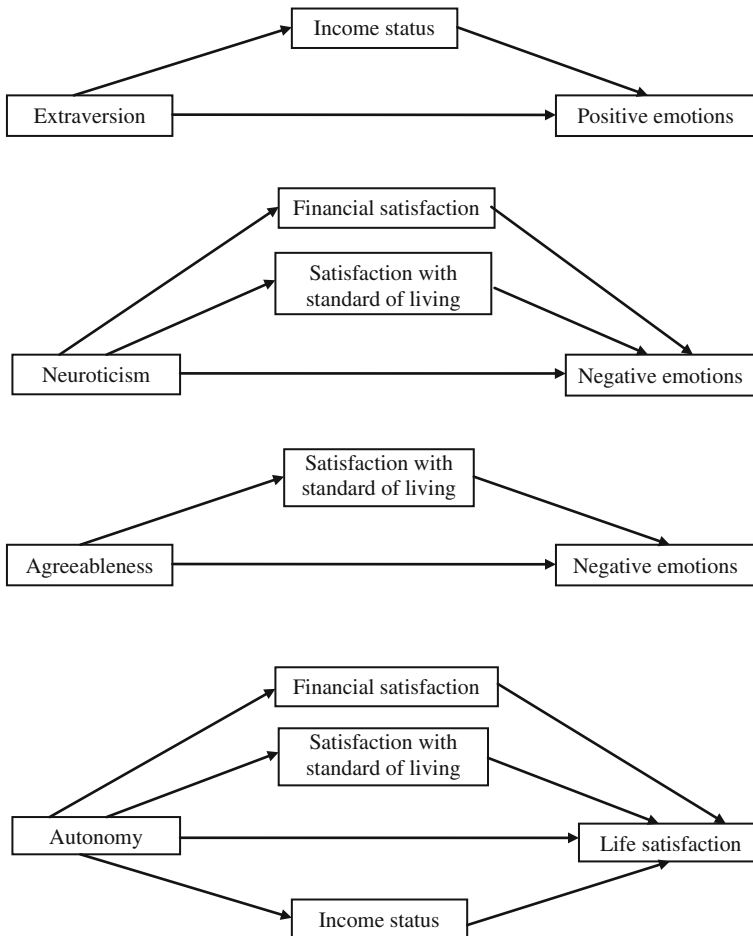 Income status
Extraversion
Positive emotions
Financial satisfaction
Satisfaction with
standard of living
Neuroticism
Negative emotions
Satisfaction with
standard of living
Agreeableness
Negative emotions
Financial satisfaction
Satisfaction with
standard of living
Autonomy
Life satisfaction
Income status